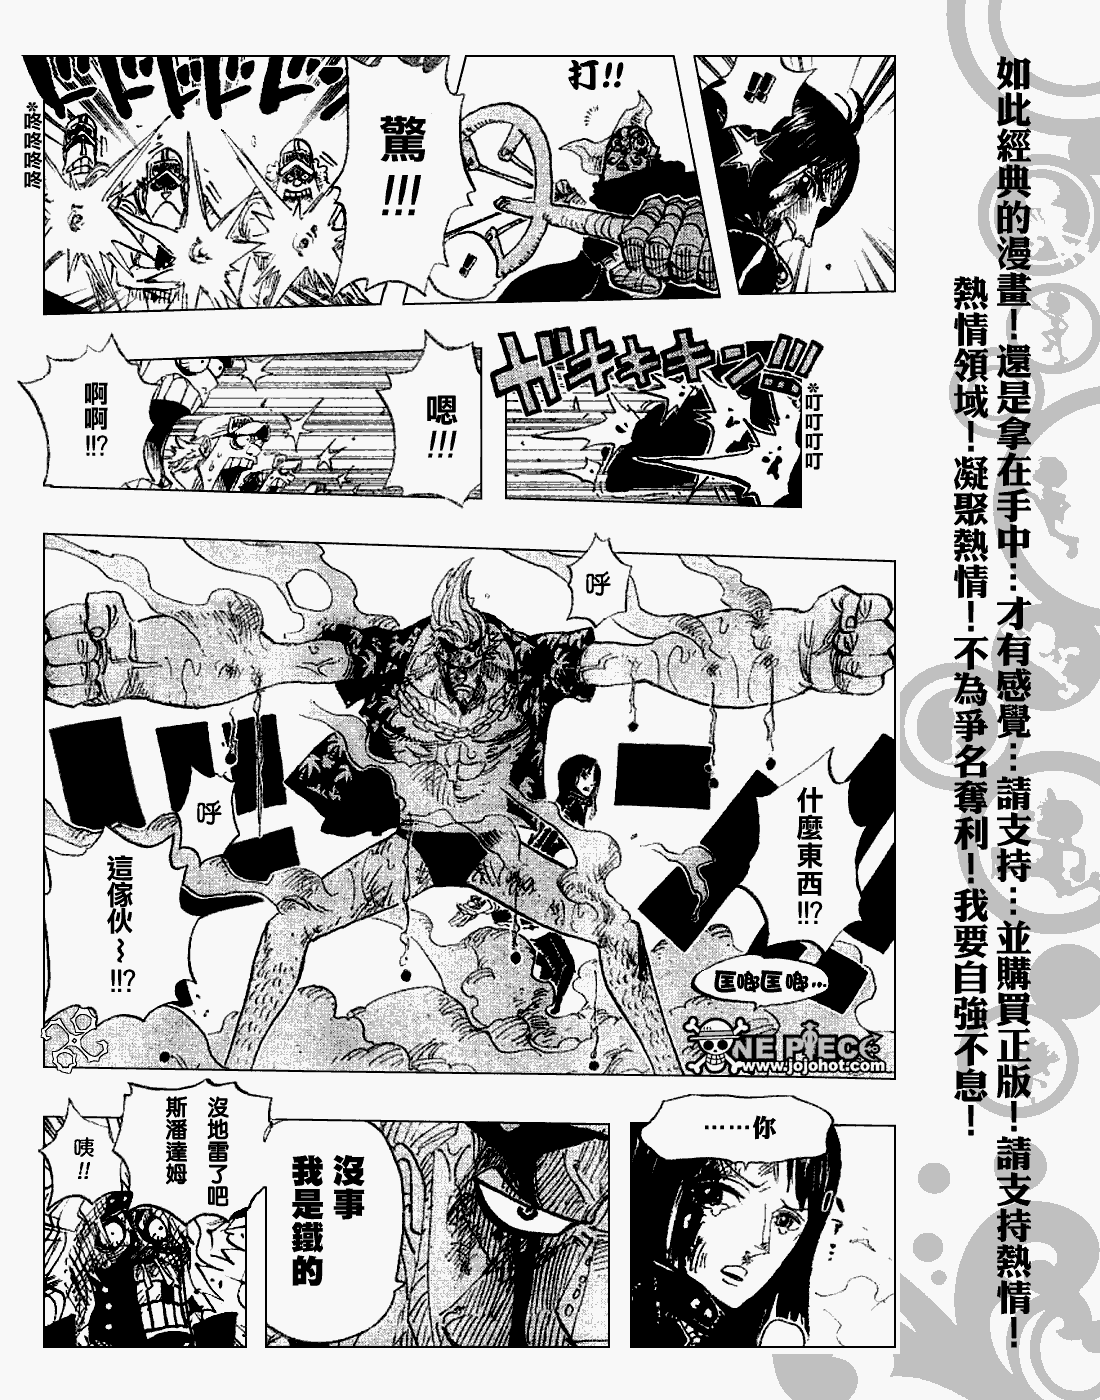 如此經典的漫畫！還是拿在手中…才有感覺…請支持…並購買正版！請支持熱情！
熱情領域！凝聚熱情！不為爭名奪利！我要自強不息！
!!
打!!
驚!!!
!!
ドドドド
*咚咚咚咚
ガキキキン!!!
*叮叮叮叮
嗯!!!
啊啊!!?
呼
什麼東西!!?
呼
這傢伙~!!?
匡啷匡啷…
ONE PIECE
www.jojohot.com
……你
沒事
我是鐵的
沒地雷了吧
斯潘達姆
咦!!